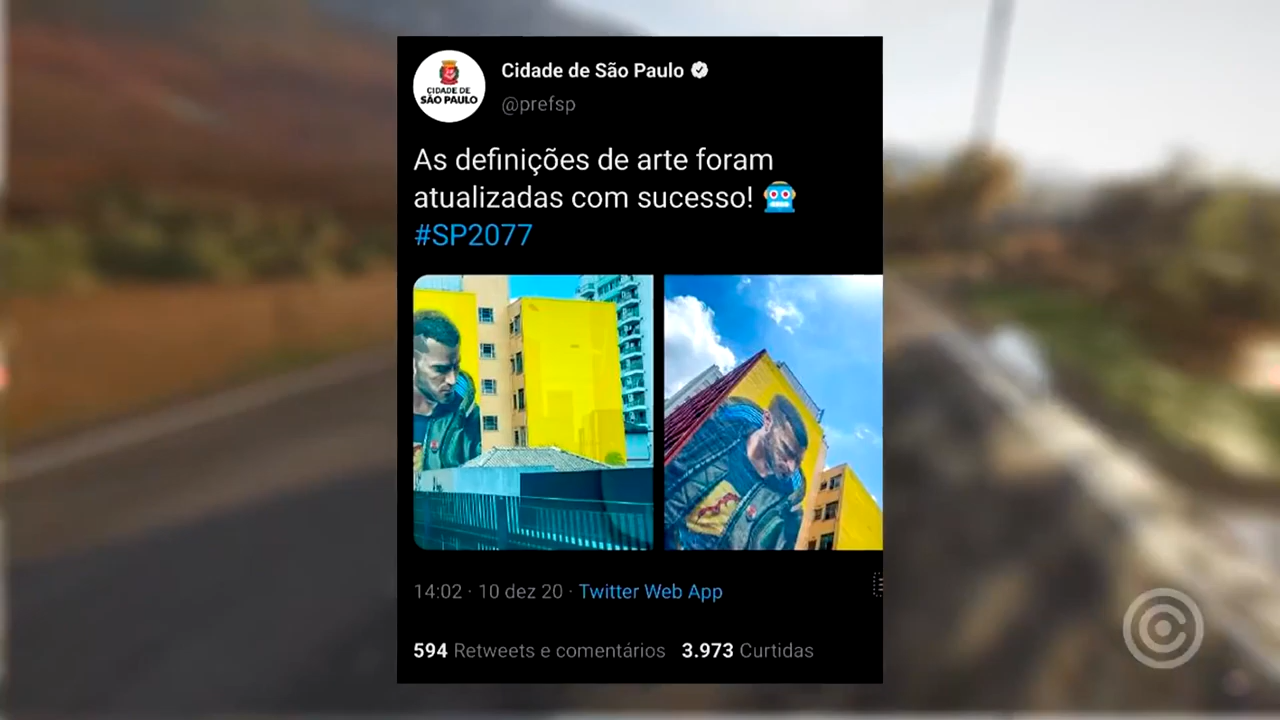 Cidade de São Paulo
CIDADE DE
SÃO PAULO
@prefsp
As definições de arte foram
atualizadas com sucesso! 🤖
#SP2077
14:02 · 10 dez 20 · Twitter Web App
594 Retweets e comentários 3.973 Curtidas